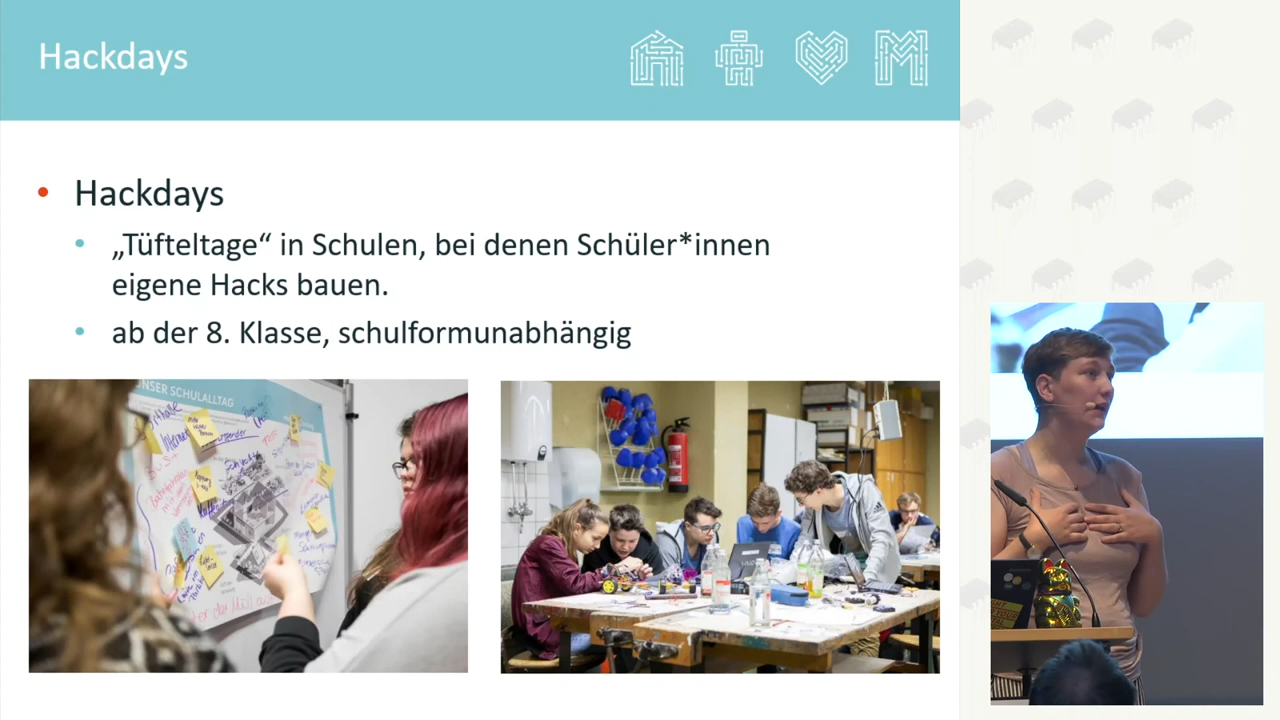 Hackdays
Hackdays
„Tüfteltage“ in Schulen, bei denen Schüler*innen
eigene Hacks bauen.
ab der 8. Klasse, schulformunabhängig
UNSER SCHULALLTAG